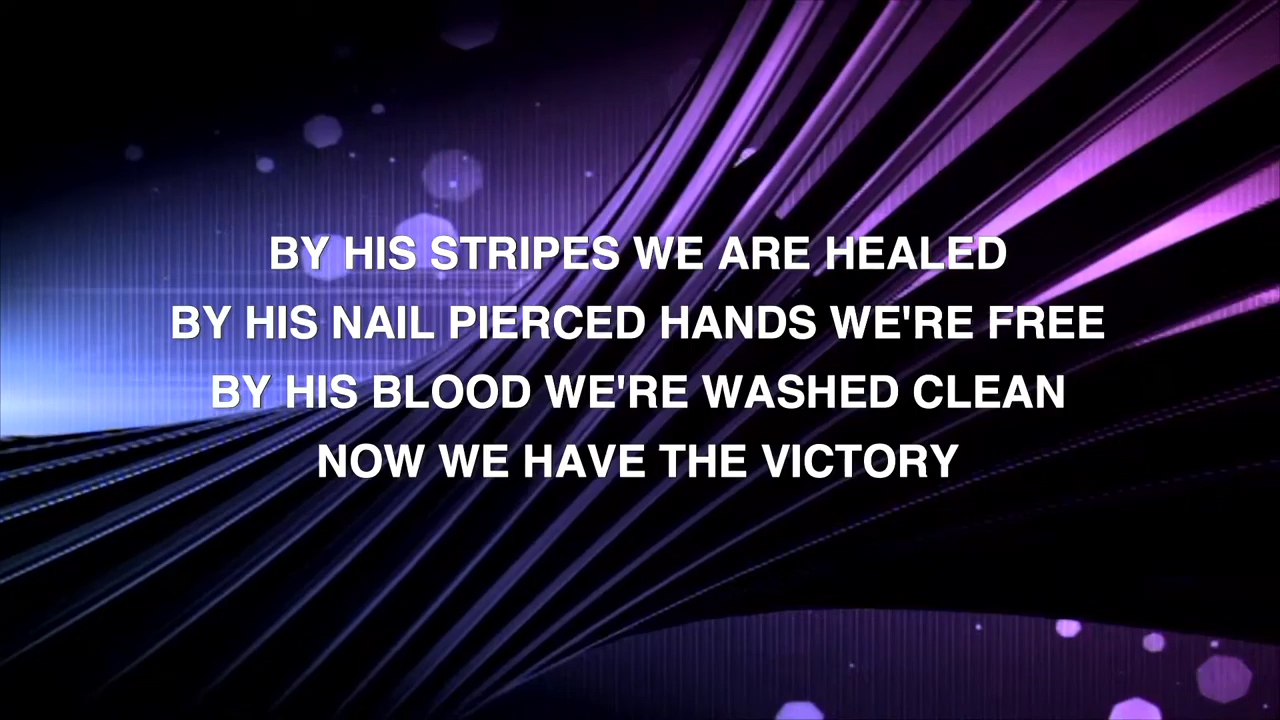 BY HIS STRIPES WE ARE HEALED
BY HIS NAIL PIERCED HANDS WE'RE FREE
BY HIS BLOOD WE'RE WASHED CLEAN
NOW WE HAVE THE VICTORY